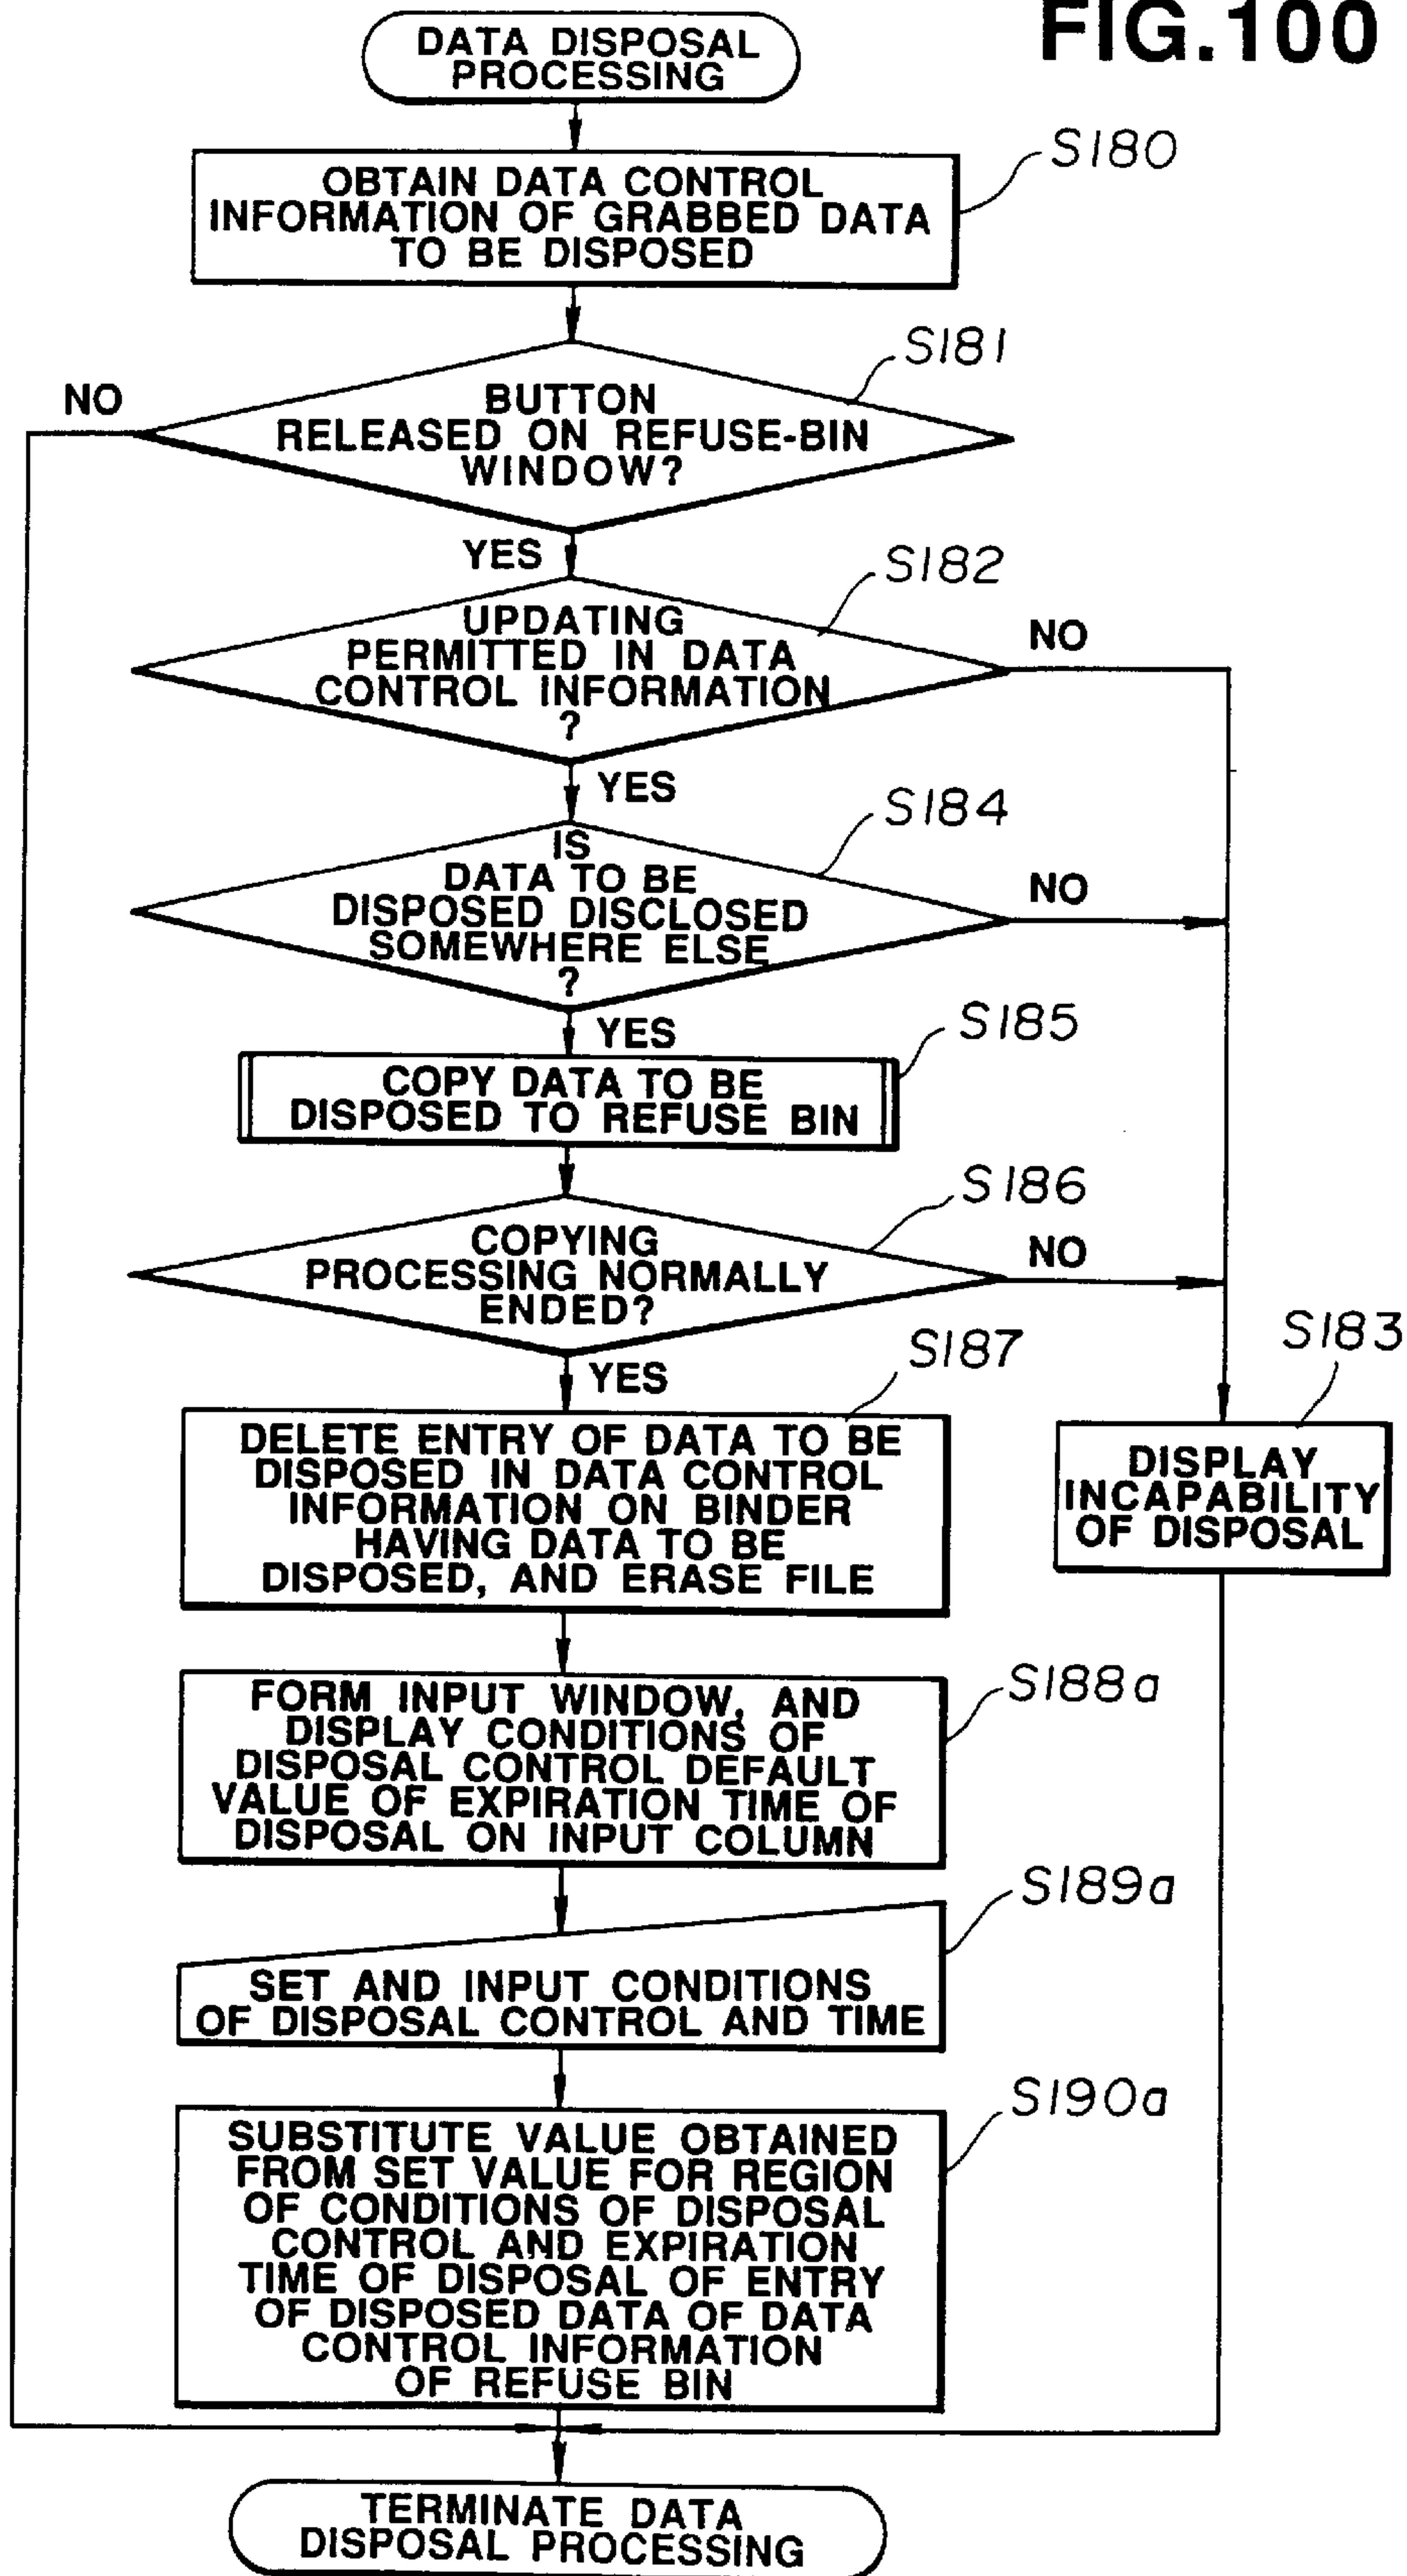 FIG.100
DATA DISPOSAL
PROCESSING
S180
OBTAIN DATA CONTROL
INFORMATION OF GRABBED DATA
TO BE DISPOSED
S181
NO
BUTTON
RELEASED ON REFUSE-BIN
WINDOW?
YES
S182
UPDATING
PERMITTED IN DATA
CONTROL INFORMATION
?
NO
YES
S184
IS
DATA TO BE
DISPOSED DISCLOSED
SOMEWHERE ELSE
?
NO
YES
S185
COPY DATA TO BE
DISPOSED TO REFUSE BIN
S186
COPYING
PROCESSING NORMALLY
ENDED?
NO
YES
S187
S183
DELETE ENTRY OF DATA TO BE
DISPOSED IN DATA CONTROL
INFORMATION ON BINDER
HAVING DATA TO BE
DISPOSED, AND ERASE FILE
DISPLAY
INCAPABILITY
OF DISPOSAL
S188a
FORM INPUT WINDOW, AND
DISPLAY CONDITIONS OF
DISPOSAL CONTROL DEFAULT
VALUE OF EXPIRATION TIME OF
DISPOSAL ON INPUT COLUMN
S189a
SET AND INPUT CONDITIONS
OF DISPOSAL CONTROL AND TIME
S190a
SUBSTITUTE VALUE OBTAINED
FROM SET VALUE FOR REGION
OF CONDITIONS OF DISPOSAL
CONTROL AND EXPIRATION
TIME OF DISPOSAL OF ENTRY
OF DISPOSED DATA OF DATA
CONTROL INFORMATION
OF REFUSE BIN
TERMINATE DATA
DISPOSAL PROCESSING